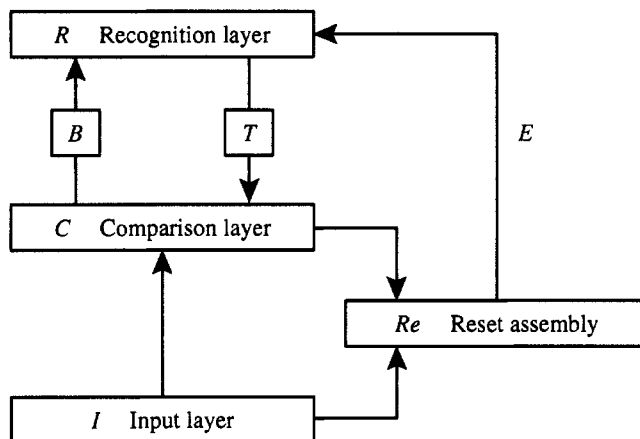 R Recognition layer
B
T
E
C Comparison layer
Re Reset assembly
I Input layer